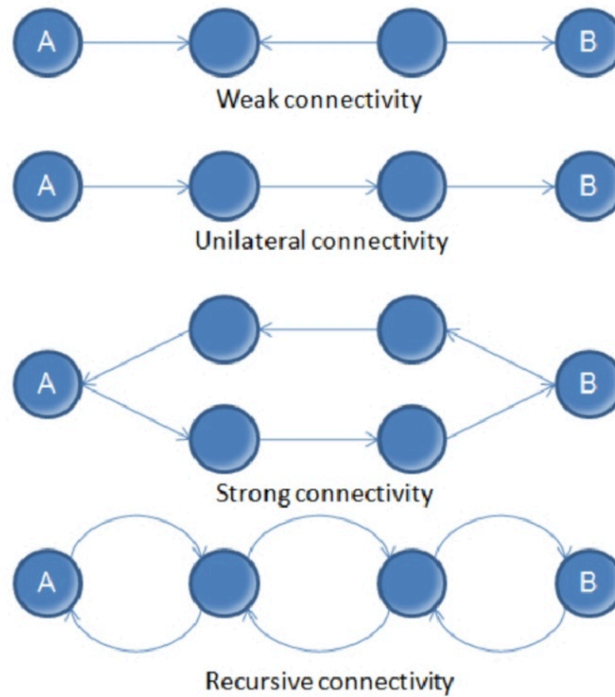 A B
Weak connectivity
A B
Unilateral connectivity
A B
Strong connectivity
A B
Recursive connectivity